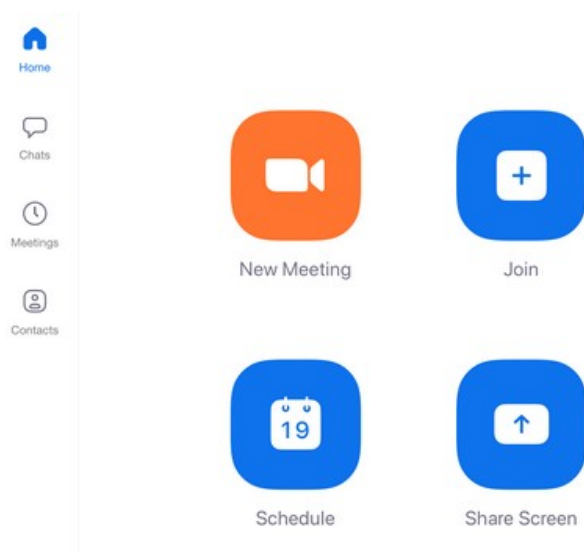 Home
Chats
Meetings
Contacts
New Meeting
Join
19
Schedule
Share Screen